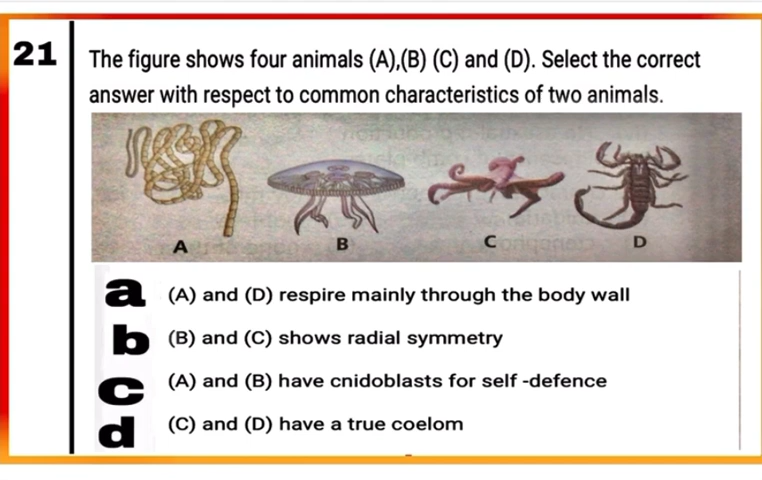 21
The figure shows four animals (A),(B) (C) and (D). Select the correct
answer with respect to common characteristics of two animals.
A B C D
a (A) and (D) respire mainly through the body wall
b (B) and (C) shows radial symmetry
c (A) and (B) have cnidoblasts for self -defence
d (C) and (D) have a true coelom